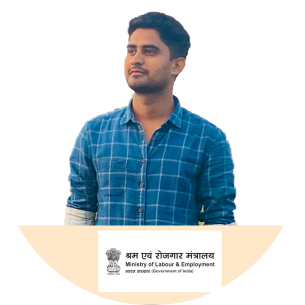 श्रम एवं रोजगार मंत्रालय
Ministry of Labour & Employment
भारत सरकार (Government of India)